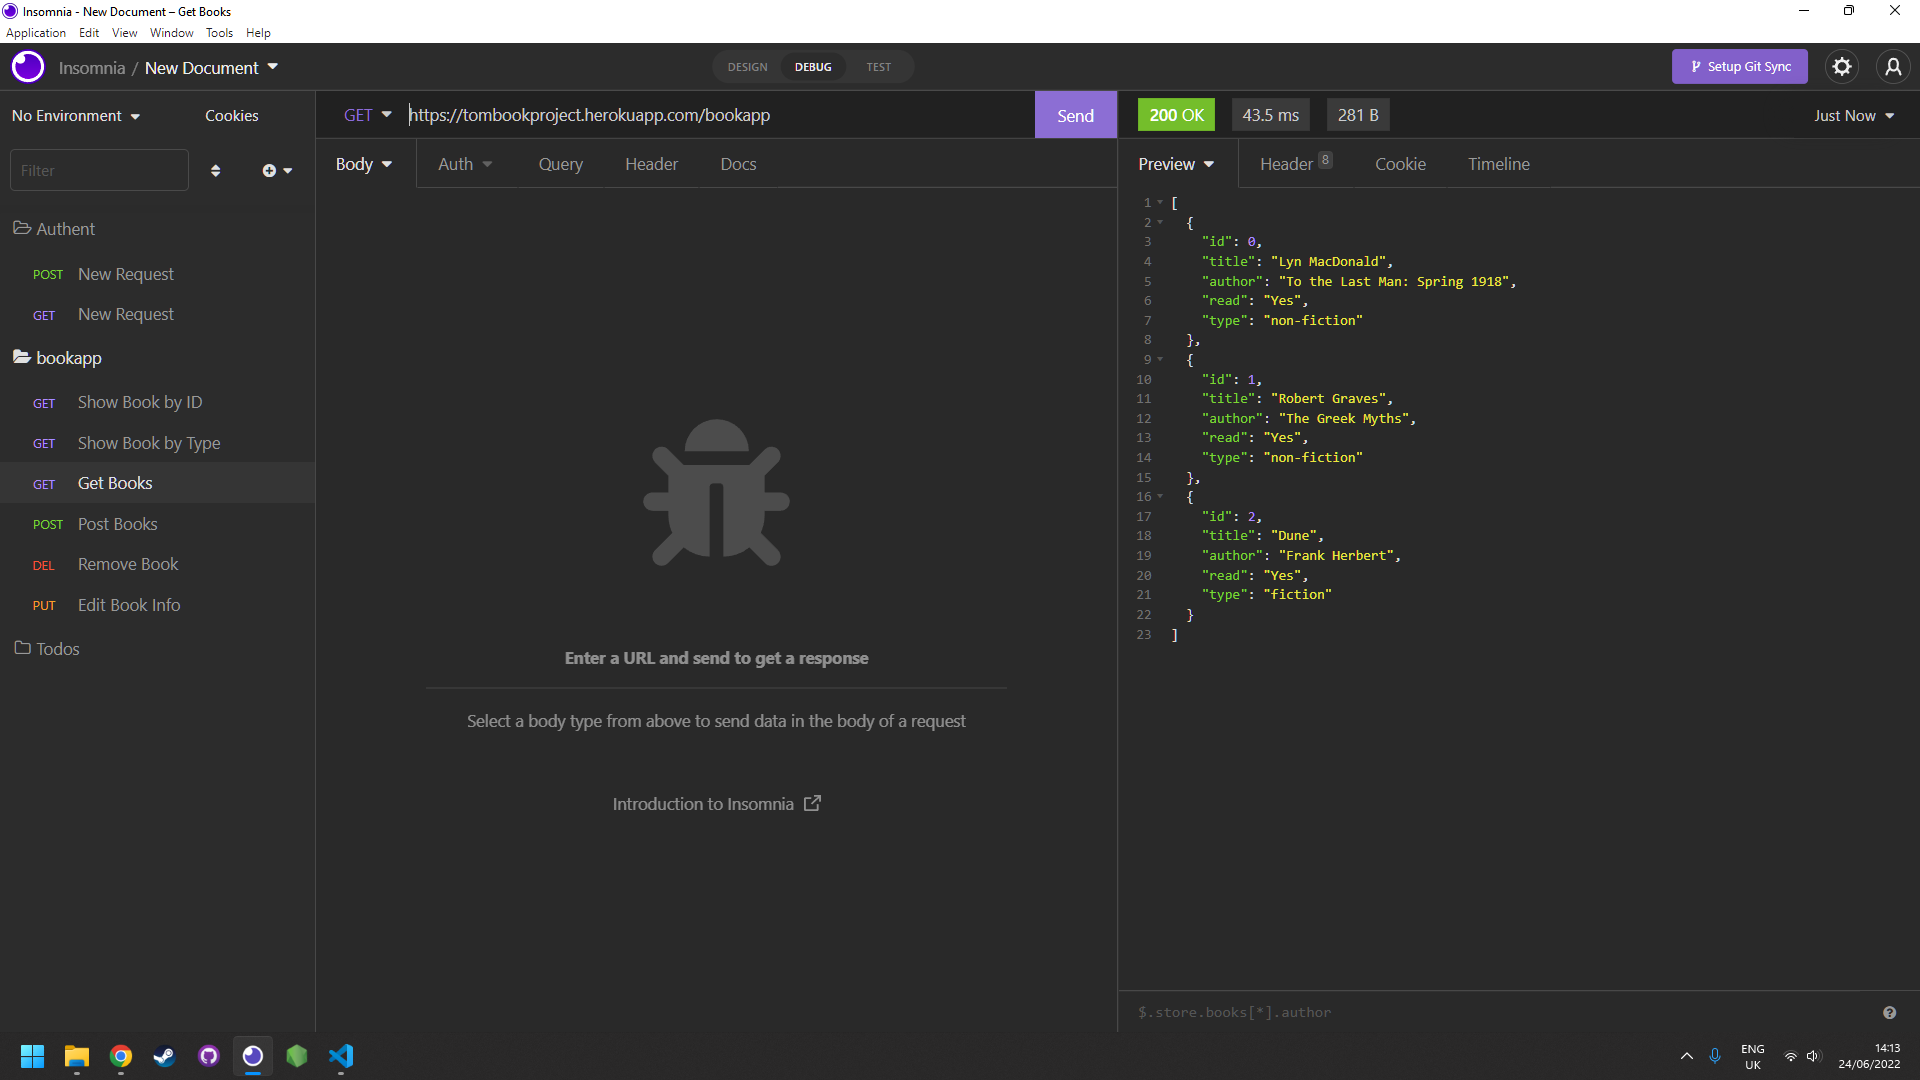 Insomnia - New Document – Get Books
Application Edit View Window Tools Help
Insomnia / New Document
DESIGN DEBUG TEST
Setup Git Sync
No Environment
Cookies
GET https://tombookproject.herokuapp.com/bookapp
Send
200 OK
43.5 ms
281 B
Just Now
Filter
Body Auth Query Header Docs
Preview Header 8 Cookie Timeline
Authent
POST New Request
GET New Request
bookapp
GET Show Book by ID
GET Show Book by Type
GET Get Books
POST Post Books
DEL Remove Book
PUT Edit Book Info
Todos
Enter a URL and send to get a response
Select a body type from above to send data in the body of a request
Introduction to Insomnia
1 [
2 {
3 "id": 0,
4 "title": "Lyn MacDonald",
5 "author": "To the Last Man: Spring 1918",
6 "read": "Yes",
7 "type": "non-fiction"
8 },
9 {
10 "id": 1,
11 "title": "Robert Graves",
12 "author": "The Greek Myths",
13 "read": "Yes",
14 "type": "non-fiction"
15 },
16 {
17 "id": 2,
18 "title": "Dune",
19 "author": "Frank Herbert",
20 "read": "Yes",
21 "type": "fiction"
22 }
23 ]
$.store.books[*].author
ENG
UK
14:13
24/06/2022